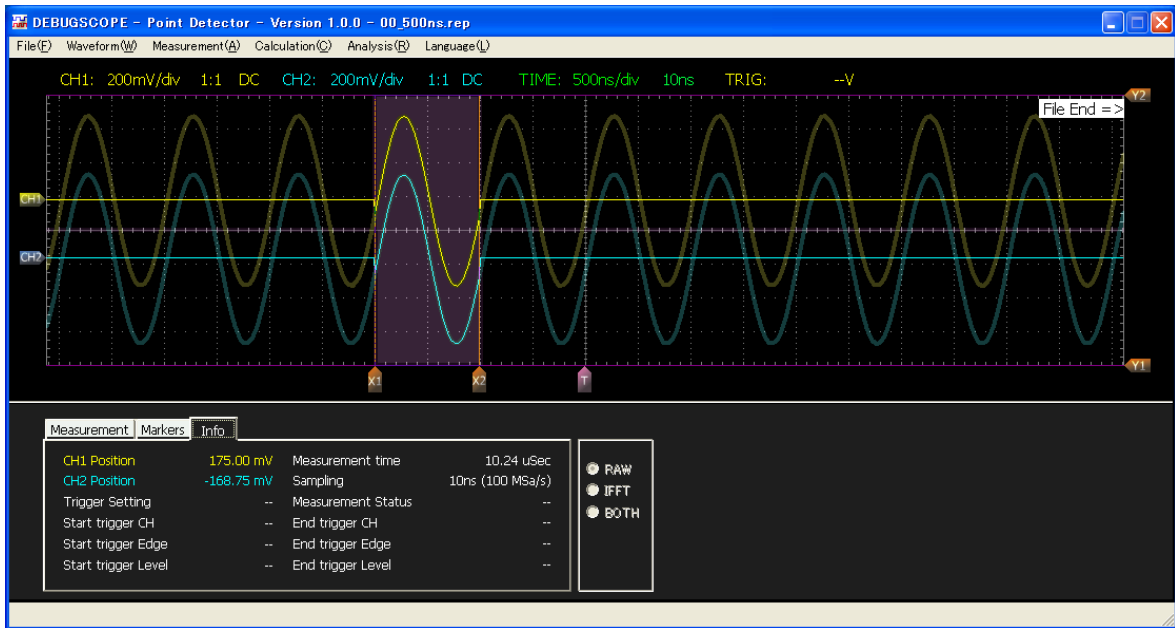 DEBUGSCOPE - Point Detector - Version 1.0.0 - 00_500ns.rep
File(F) Waveform(W) Measurement(A) Calculation(C) Analysis(R) Language(L)
CH1: 200mV/div 1:1 DC CH2: 200mV/div 1:1 DC TIME: 500ns/div 10ns TRIG: --V
Y2
File End =>
CH1
CH2
Y1
X1 X2 T
Measurement Markers Info
CH1 Position 175.00 mV Measurement time 10.24 uSec
CH2 Position -168.75 mV Sampling 10ns (100 MSa/s)
Trigger Setting -- Measurement Status --
Start trigger CH -- End trigger CH --
Start trigger Edge -- End trigger Edge --
Start trigger Level -- End trigger Level --
RAW
IFFT
BOTH